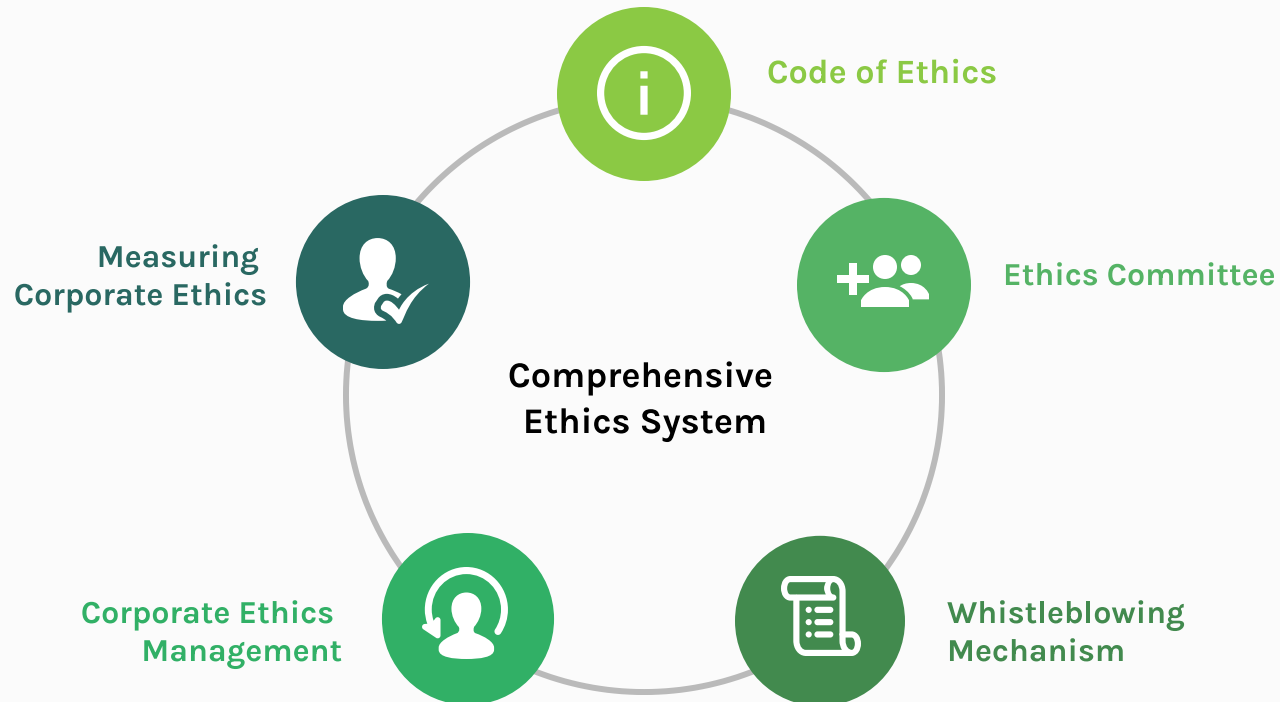 Code of Ethics
Ethics Committee
Measuring
Corporate Ethics
Comprehensive
Ethics System
Corporate Ethics
Management
Whistleblowing
Mechanism